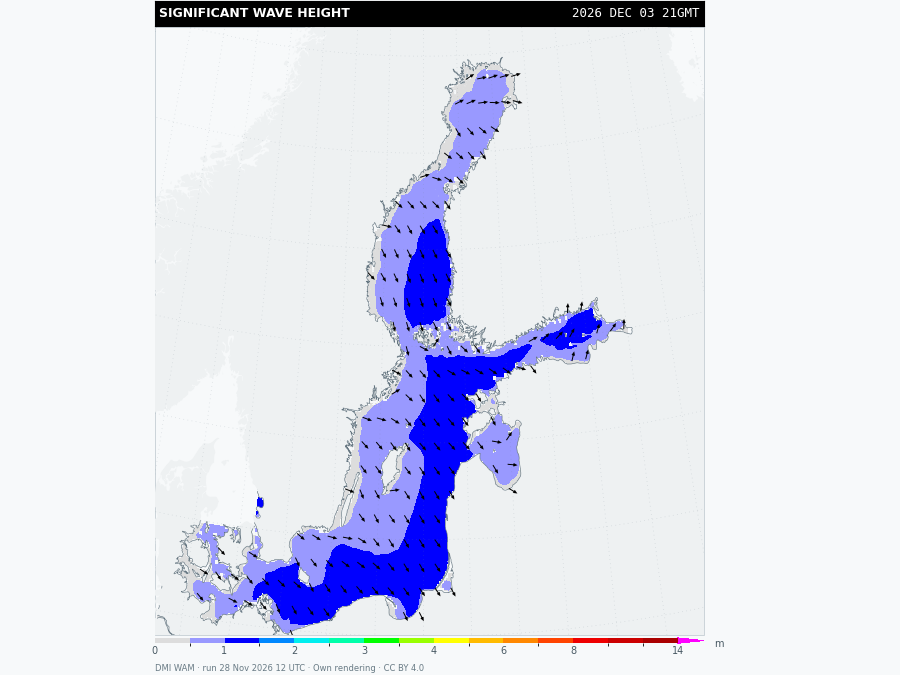 SIGNIFICANT WAVE HEIGHT 2026 DEC 03 21GMT
0 1 2 3 4 6 8 14 m
DMI WAM · run 28 Nov 2026 12 UTC · Own rendering · CC BY 4.0